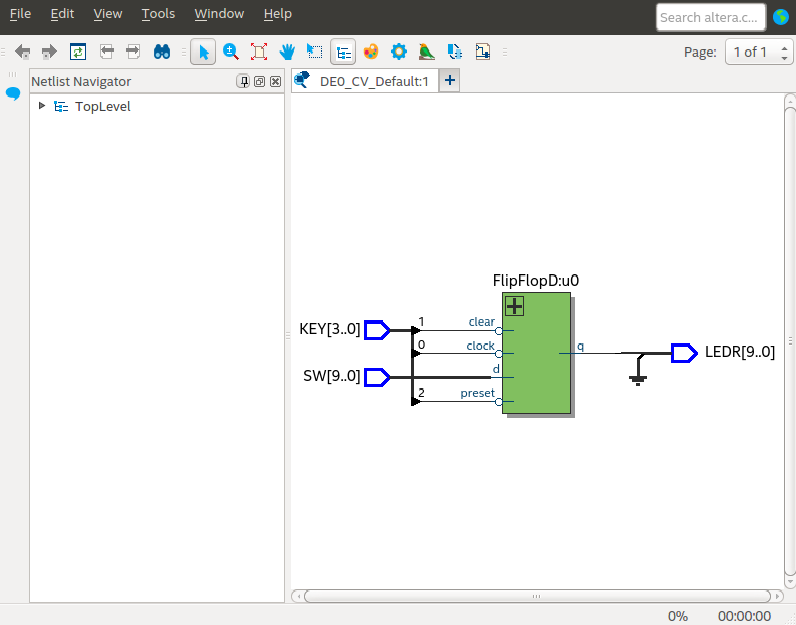 File Edit View Tools Window Help
Search altera.c...
Page: 1 of 1
Netlist Navigator
DE0_CV_Default:1
TopLevel
FlipFlopD:u0
KEY[3..0]
1
clear
0
clock
SW[9..0]
d
2
preset
q
LEDR[9..0]
0%
00:00:00